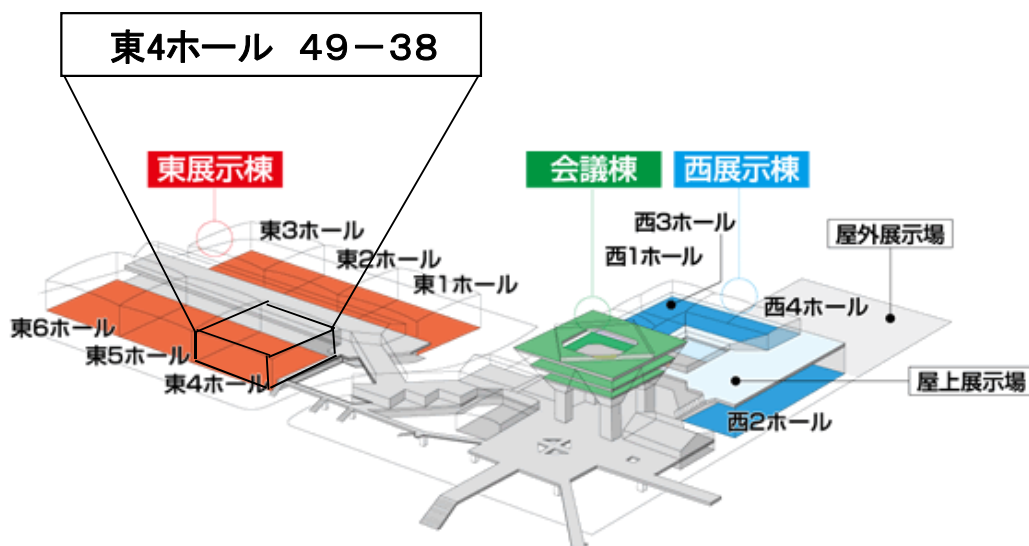 東4ホール 49－38
東展示棟
会議棟
西展示棟
東3ホール
東2ホール
東1ホール
西3ホール
西1ホール
屋外展示場
西4ホール
東6ホール
東5ホール
東4ホール
屋上展示場
西2ホール